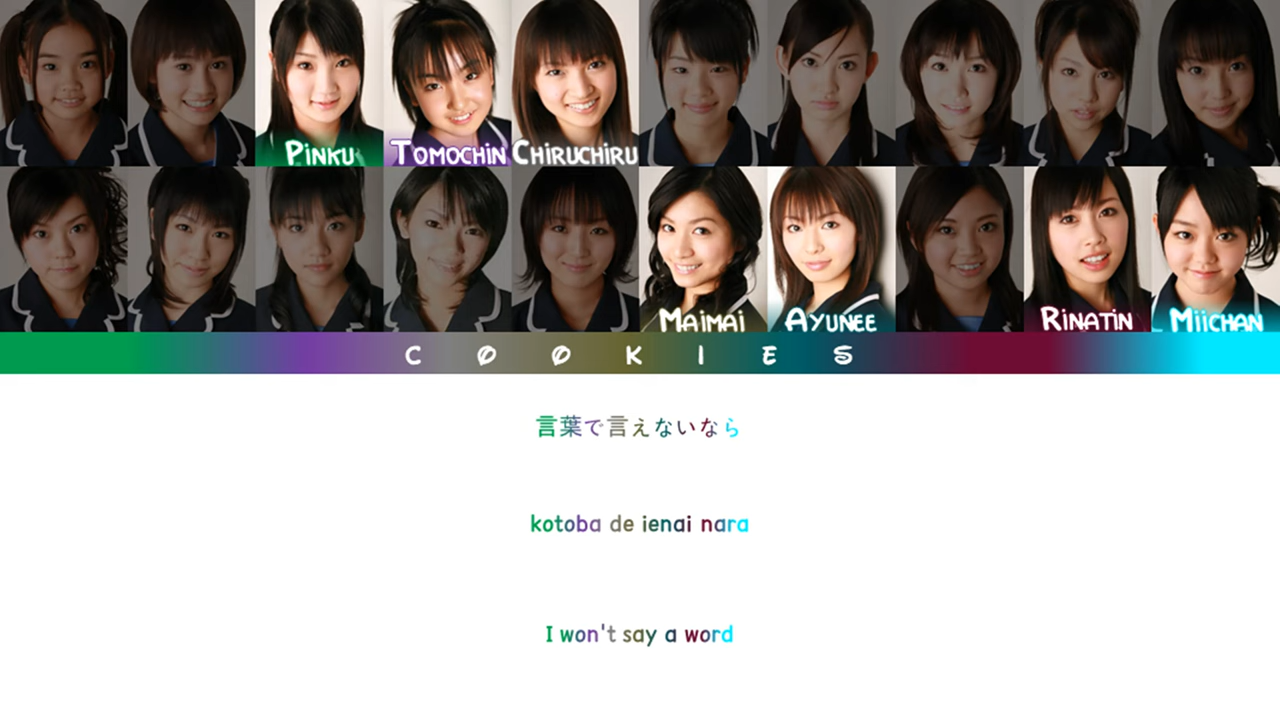 Pinku Tomochin Chiruchiru
Maimai Ayunee Rinatin Miichan
COOKIES
言葉で言えないなら
kotoba de ienai nara
I won't say a word